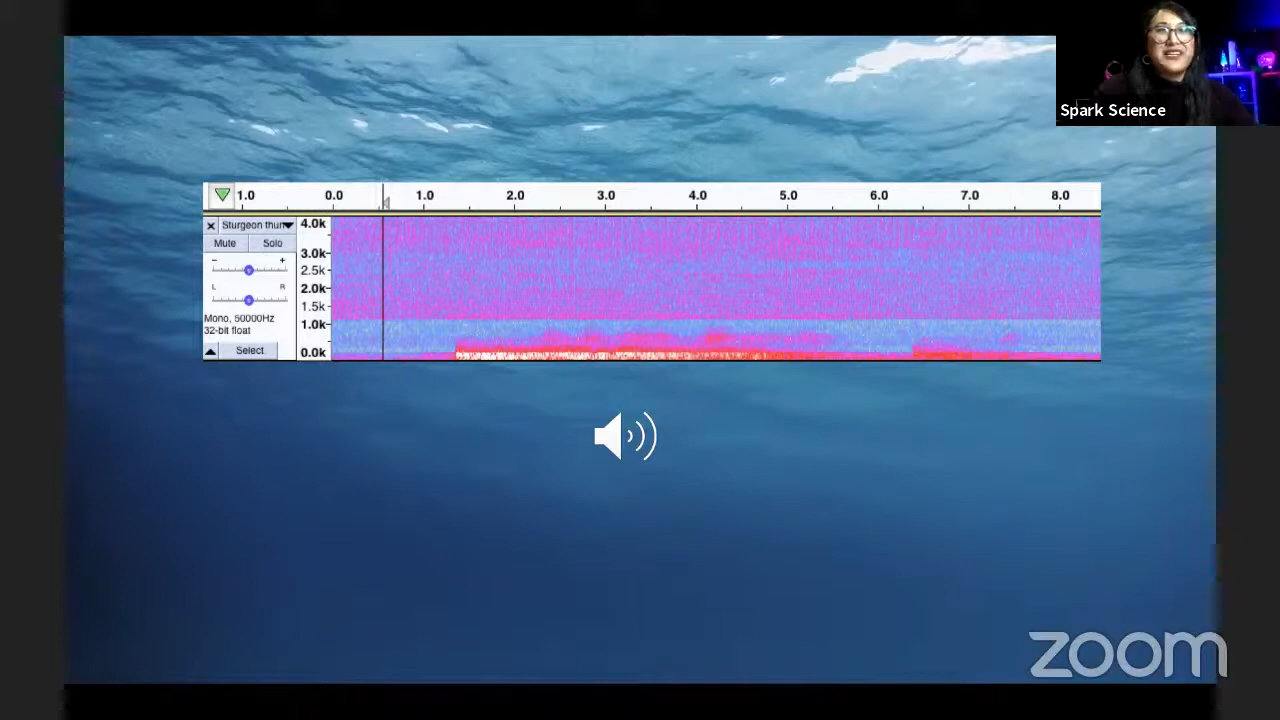 Spark Science
1.0 0.0 1.0 2.0 3.0 4.0 5.0 6.0 7.0 8.0
Sturgeon thun
Mute Solo
- +
L R
Mono, 50000Hz
32-bit float
Select
4.0k
3.0k
2.5k
2.0k
1.5k
1.0k
0.0k
zoom